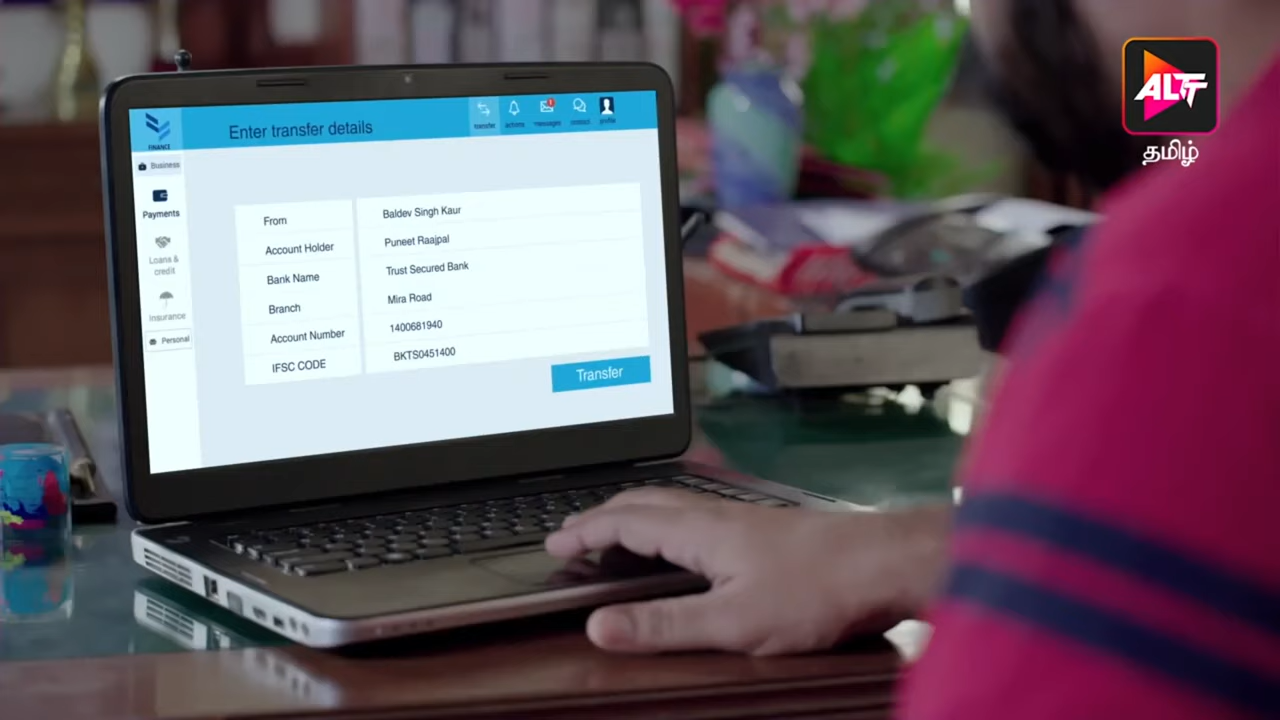 ALTT
தமிழ்
FINANCE
Enter transfer details
transfer
actions
messages
contact
profile
Business
Payments
Loans &
credit
Insurance
Personal
From Baldev Singh Kaur
Account Holder Puneet Raajpal
Bank Name Trust Secured Bank
Branch Mira Road
Account Number 1400681940
IFSC CODE BKTS0451400
Transfer